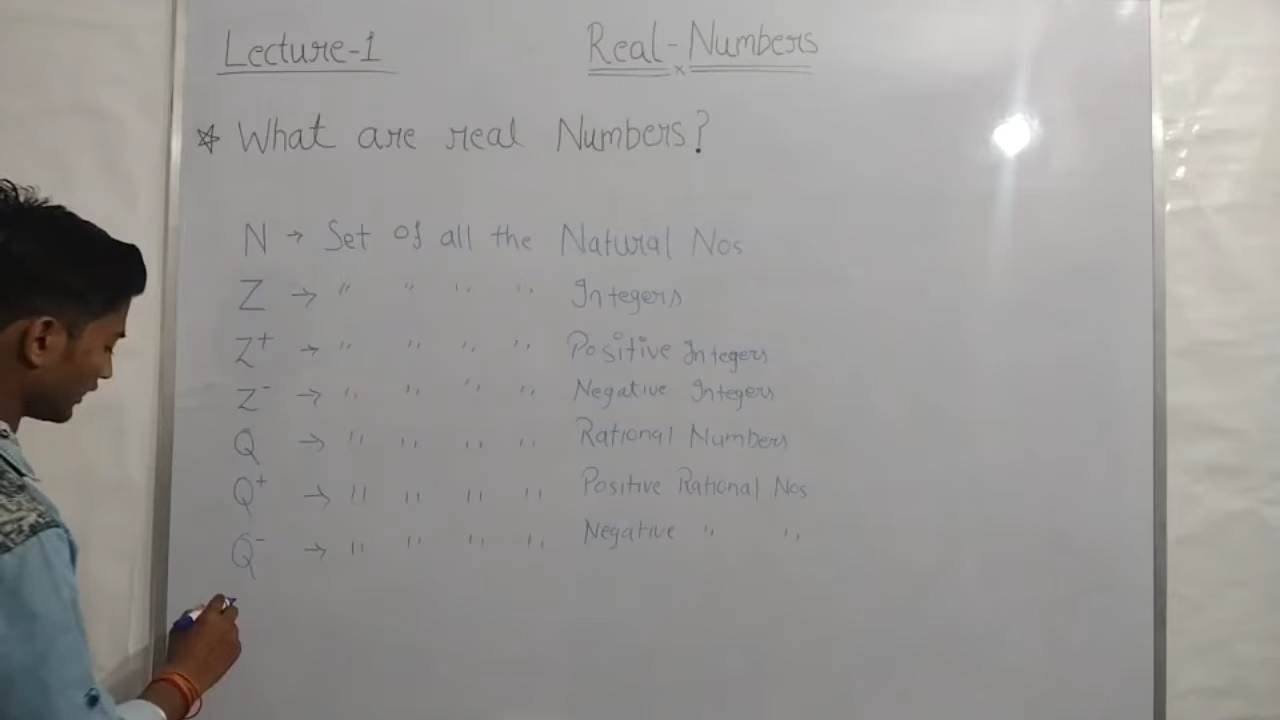 Lecture-1 Real-Numbers
☆ What are real Numbers?
N → Set of all the Natural Nos
Z → " " " " Integers
Z⁺ → " " " " Positive Integers
Z⁻ → " " " " Negative Integers
Q → " " " " Rational Numbers
Q⁺ → " " " " Positive Rational Nos
Q⁻ → " " " " Negative " "